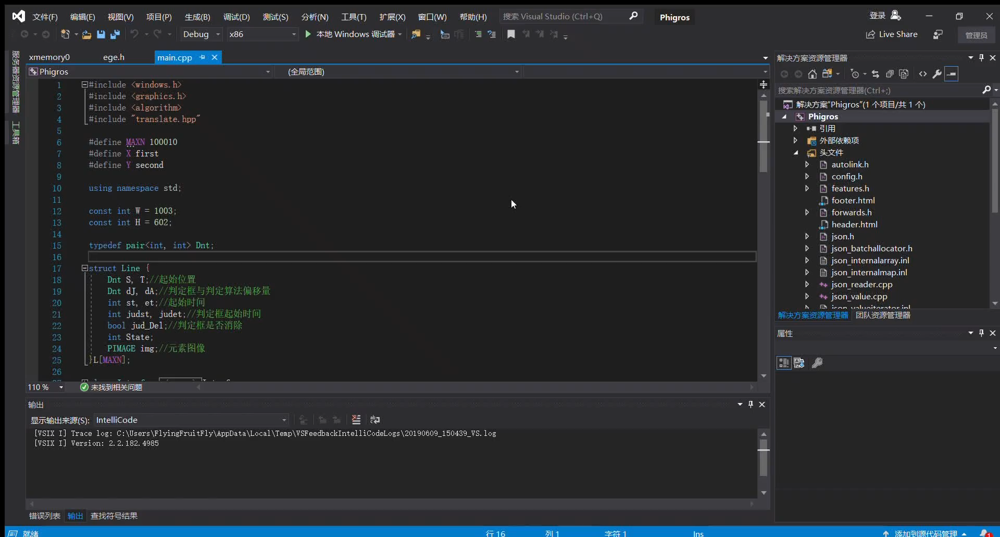 文件(F) 编辑(E) 视图(V) 项目(P) 生成(B) 调试(D) 测试(S) 分析(N) 工具(T) 扩展(X) 窗口(W) 帮助(H) 搜索 Visual Studio (Ctrl+Q) Phigros 登录
Debug x86 本地 Windows 调试器 Live Share 管理员
服务器资源管理器
工具箱
xmemory0 ege.h main.cpp
Phigros (全局范围)
1 #include <windows.h>
2 #include <graphics.h>
3 #include <algorithm>
4 #include "translate.hpp"
5
6 #define MAXN 100010
7 #define X first
8 #define Y second
9
10 using namespace std;
11
12 const int W = 1003;
13 const int H = 602;
14
15 typedef pair<int, int> Dnt;
16
17 struct Line {
18 Dnt S, T;//起始位置
19 Dnt dJ, dA;//判定框与判定算法偏移量
20 int st, et;//起始时间
21 int judst, judet;//判定框起始时间
22 bool jud_Del;//判定框是否消除
23 int State;
24 PIMAGE img;//元素图像
25 }L[MAXN];
26
110 % 未找到相关问题
输出
显示输出来源(S): IntelliCode
[VSIX I] Trace log: C:\Users\FlyingFruitFly\AppData\Local\Temp\VSFeedbackIntelliCodeLogs\20190609_150439_VS.log
[VSIX I] Version: 2.2.182.4985
错误列表 输出 查找符号结果
解决方案资源管理器
搜索解决方案资源管理器(Ctrl+;)
解决方案"Phigros"(1 个项目/共 1 个)
Phigros
引用
外部依赖项
头文件
autolink.h
config.h
features.h
footer.html
forwards.h
header.html
json.h
json_batchallocator.h
json_internalarray.inl
json_internalmap.inl
json_reader.cpp
json_value.cpp
json_valueiterator.inl
解决方案资源管理器 团队资源管理器
属性
就绪 行 16 列 1 字符 1 Ins 添加到源代码管理 1